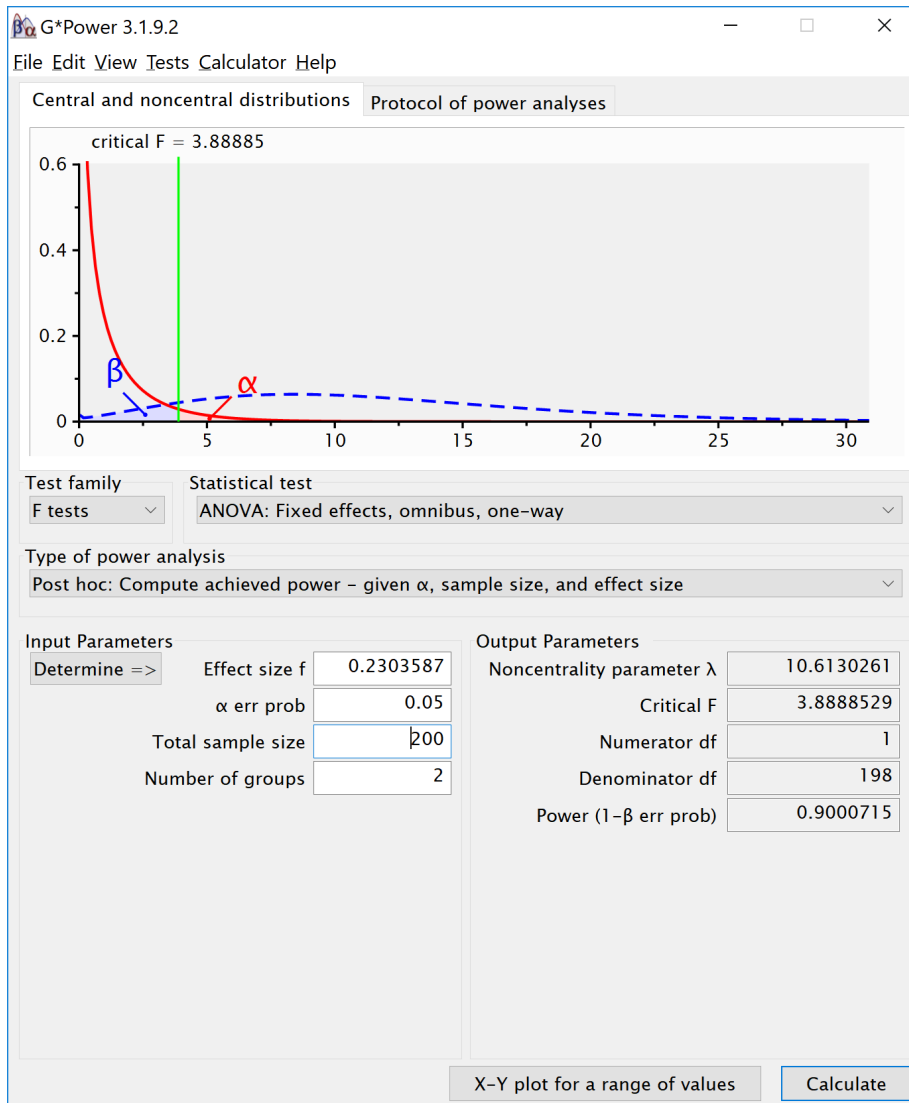 βα G*Power 3.1.9.2
File Edit View Tests Calculator Help
Central and noncentral distributions Protocol of power analyses
critical F = 3.88885
0.6
0.4
0.2
β α
0
0 5 10 15 20 25 30
Test family Statistical test
F tests ANOVA: Fixed effects, omnibus, one-way
Type of power analysis
Post hoc: Compute achieved power - given α, sample size, and effect size
Input Parameters Output Parameters
Determine => Effect size f 0.2303587 Noncentrality parameter λ 10.6130261
α err prob 0.05 Critical F 3.8888529
Total sample size 200 Numerator df 1
Number of groups 2 Denominator df 198
Power (1-β err prob) 0.9000715
X-Y plot for a range of values Calculate